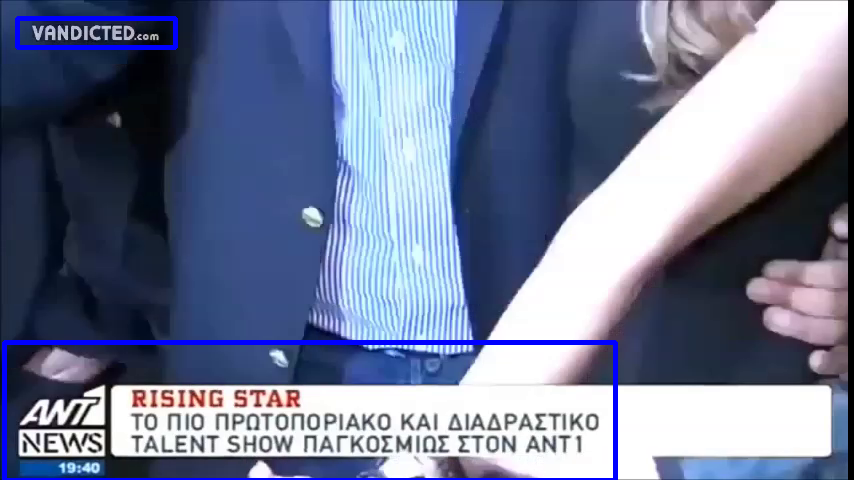 VANDICTED.com
RISING STAR
ΤΟ ΠΙΟ ΠΡΩΤΟΠΟΡΙΑΚΟ ΚΑΙ ΔΙΑΔΡΑΣΤΙΚΟ
TALENT SHOW ΠΑΓΚΟΣΜΙΩΣ ΣΤΟΝ ΑΝΤ1
ANT1
NEWS
19:40